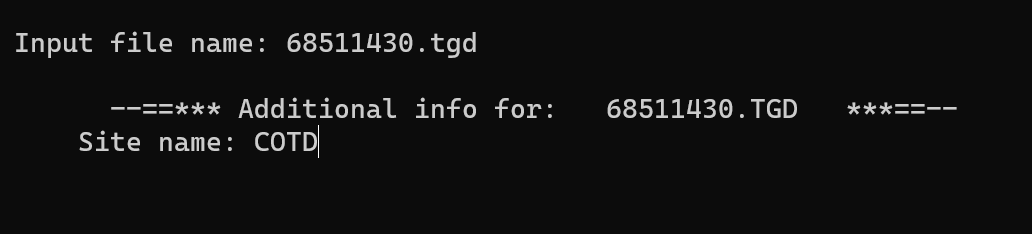 Input file name: 68511430.tgd
--==*** Additional info for:   68511430.TGD   ***==--
Site name: COTD